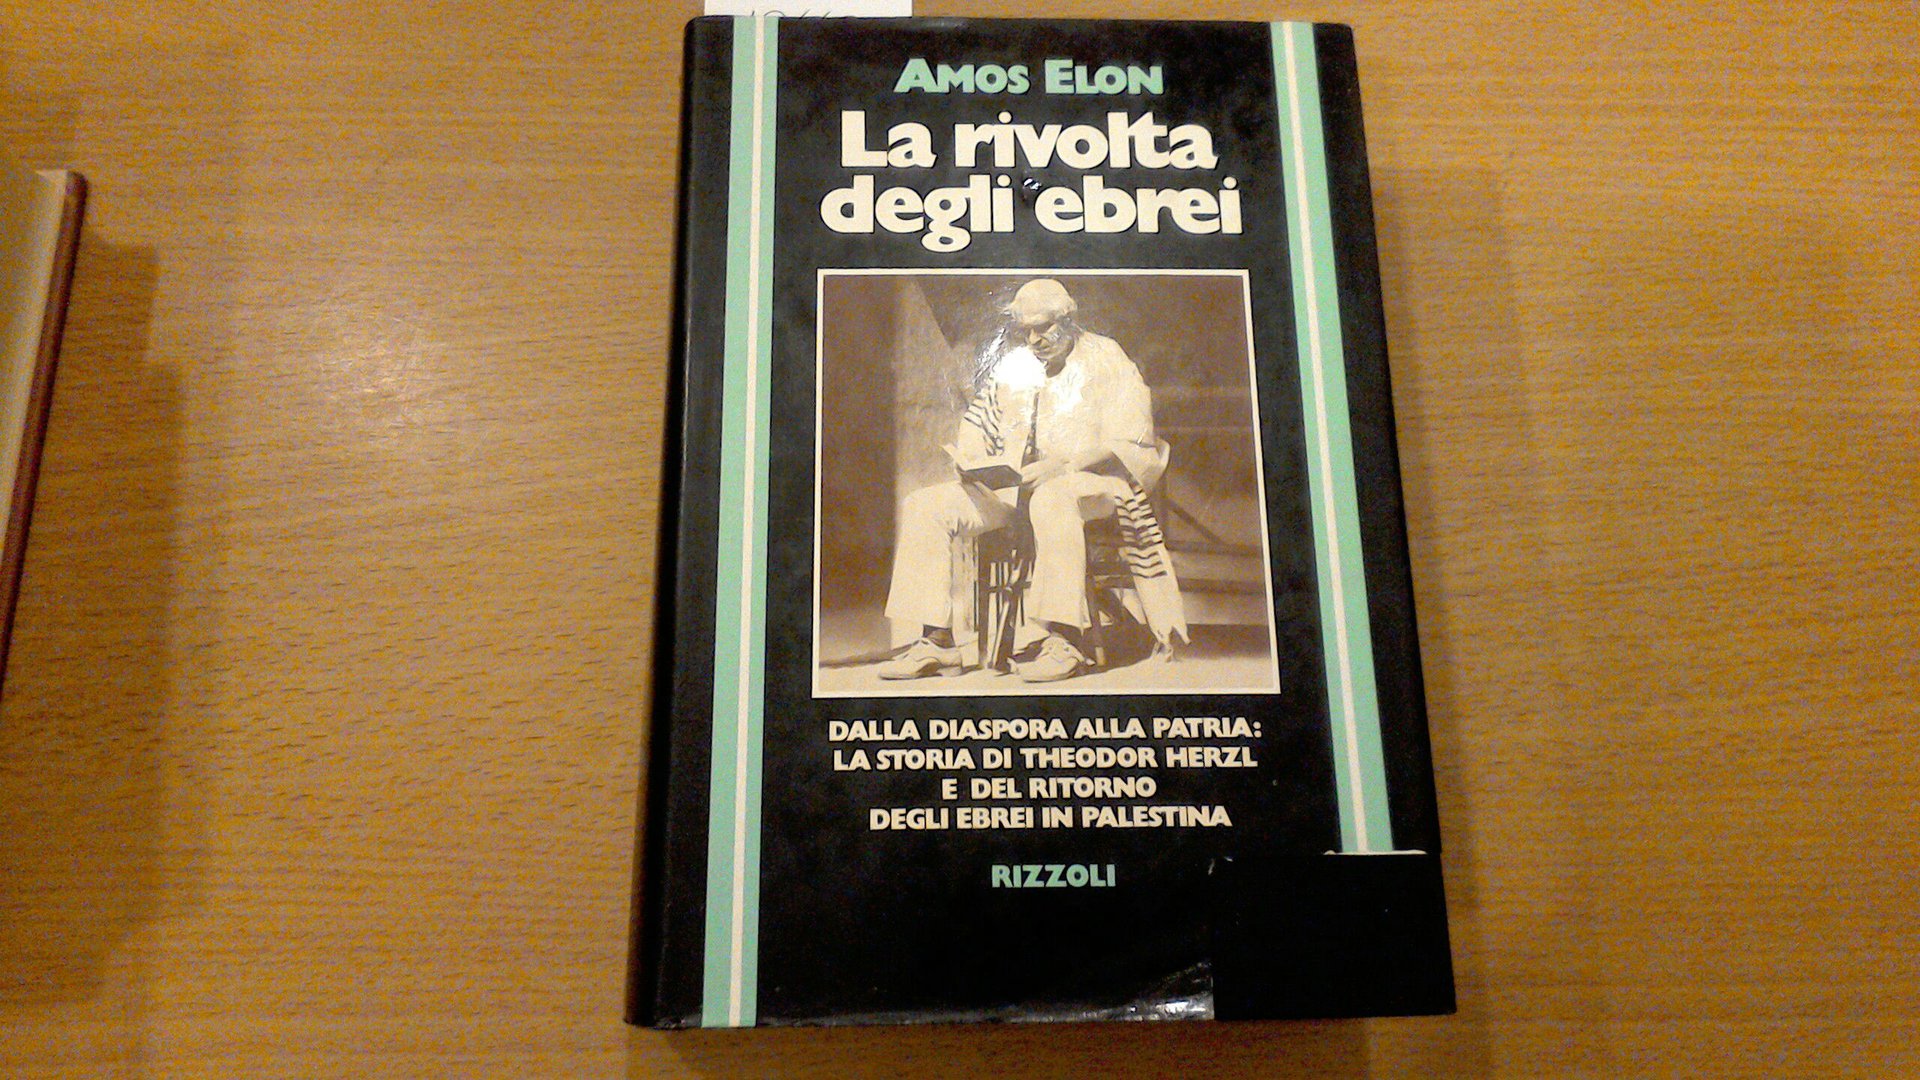 AMOS ELON
La rivolta
degli ebrei
DALLA DIASPORA ALLA PATRIA:
LA STORIA DI THEODOR HERZL
E DEL RITORNO
DEGLI EBREI IN PALESTINA
RIZZOLI